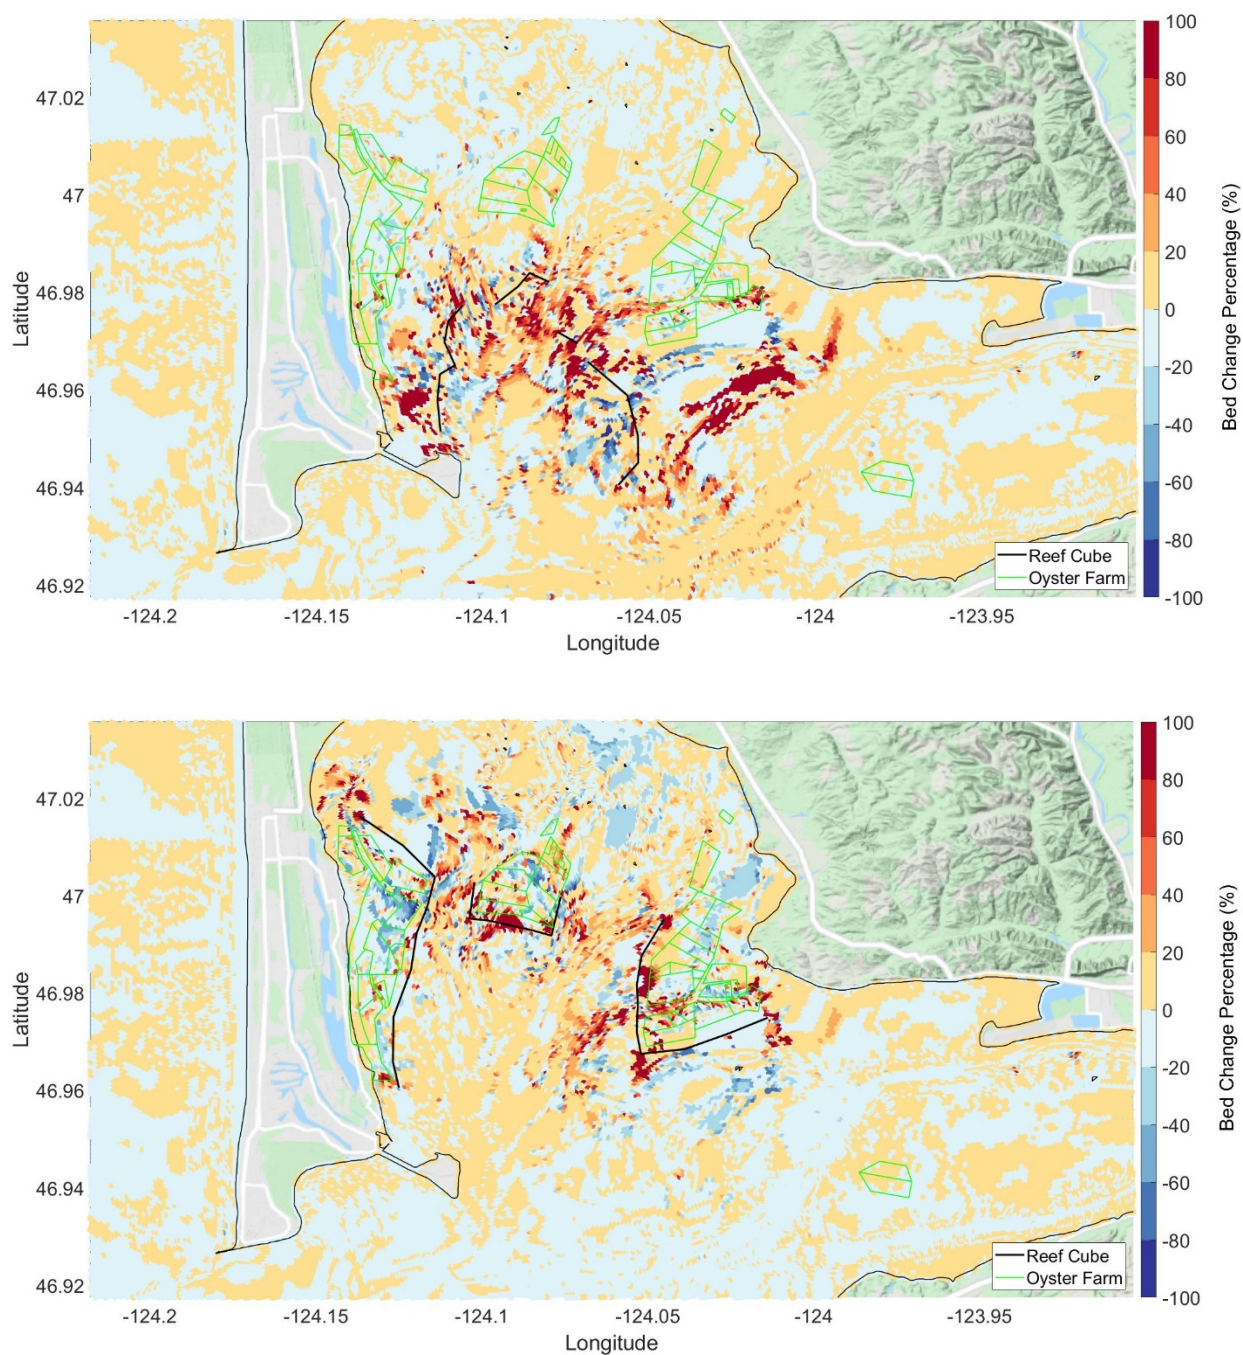 100
80
60
40
20
0
-20
-40
-60
-80
-100
Bed Change Percentage (%)
47.02
47
46.98
46.96
46.94
46.92
Latitude
Reef Cube
Oyster Farm
-124.2 -124.15 -124.1 -124.05 -124 -123.95
Longitude
100
80
60
40
20
0
-20
-40
-60
-80
-100
Bed Change Percentage (%)
47.02
47
46.98
46.96
46.94
46.92
Latitude
Reef Cube
Oyster Farm
-124.2 -124.15 -124.1 -124.05 -124 -123.95
Longitude